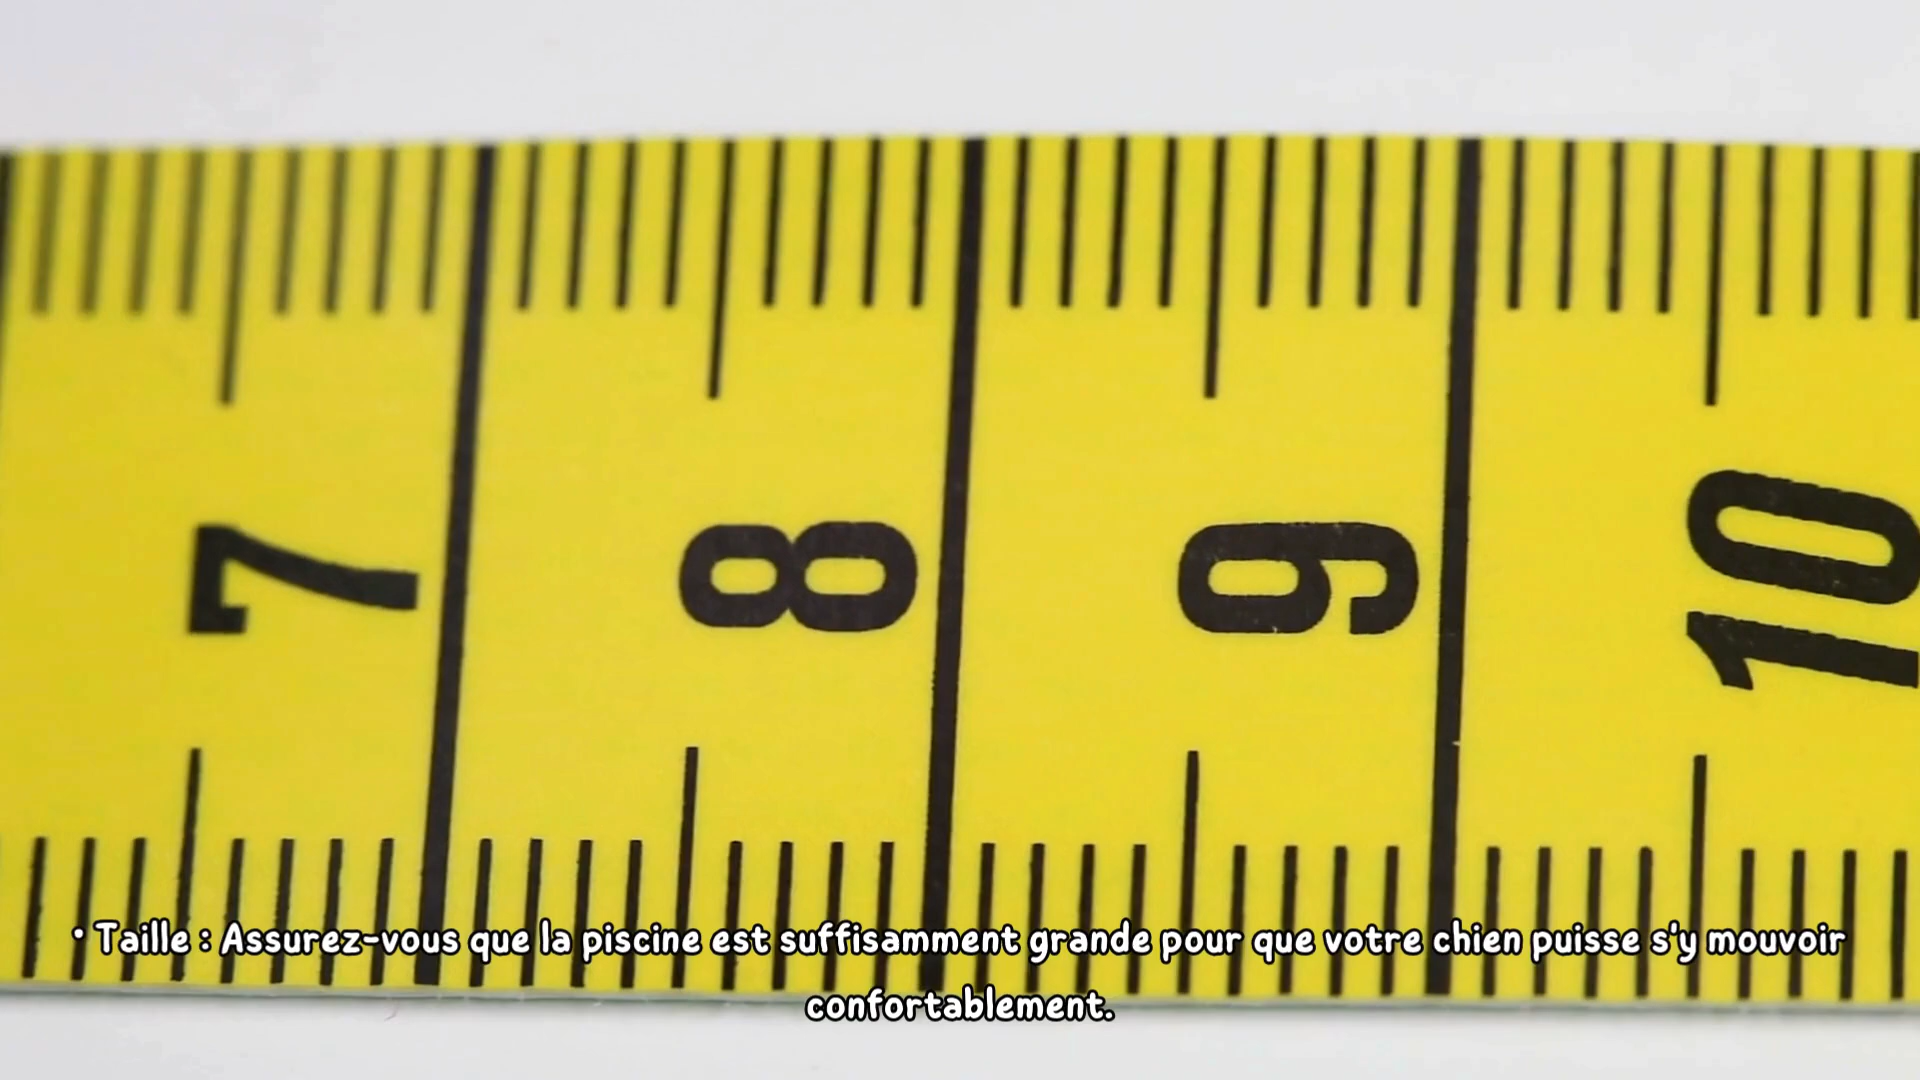 7
8
9
10
• Taille : Assurez-vous que la piscine est suffisamment grande pour que votre chien puisse s'y mouvoir
confortablement.